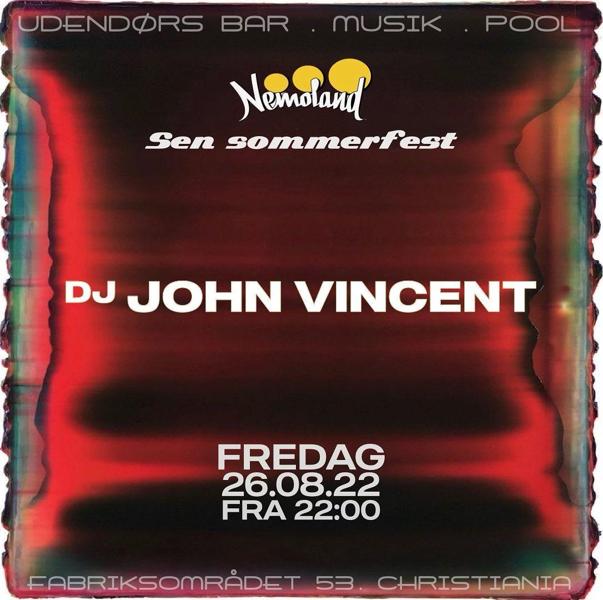 UDENDØRS BAR . MUSIK . POOL
Nemoland
Sen sommerfest
DJ JOHN VINCENT
FREDAG
26.08.22
FRA 22:00
FABRIKSOMRÅDET 53. CHRISTIANIA